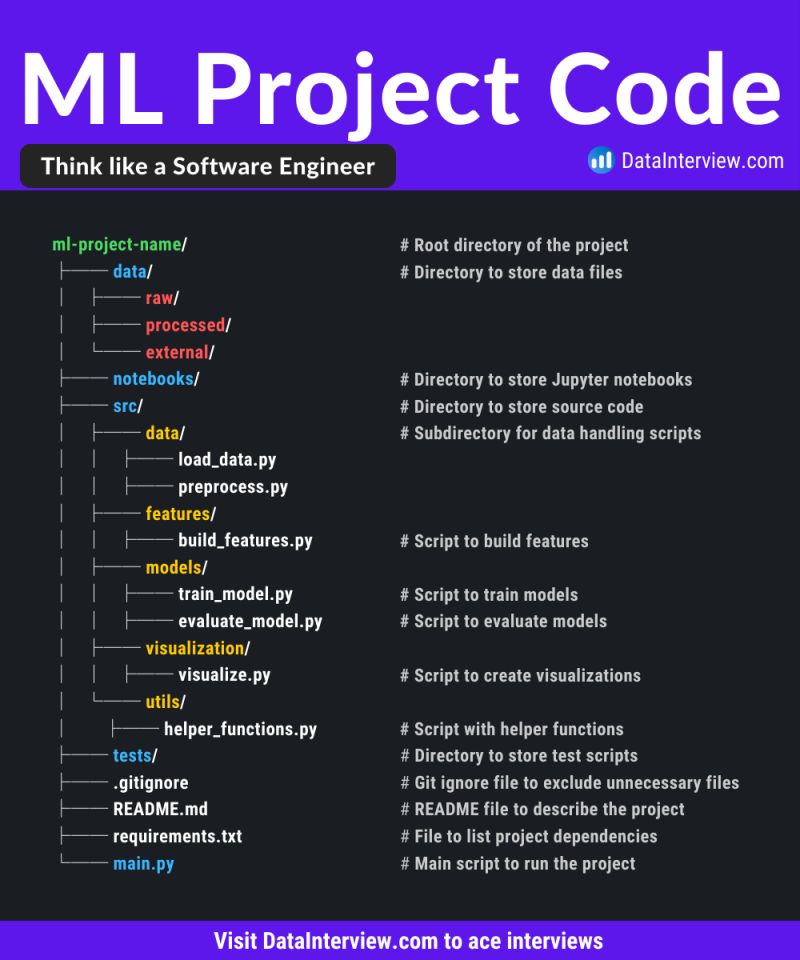 ML Project Code
Think like a Software Engineer
DataInterview.com
ml-project-name/ # Root directory of the project
├── data/ # Directory to store data files
│ ├── raw/
│ ├── processed/
│ └── external/
├── notebooks/ # Directory to store Jupyter notebooks
├── src/ # Directory to store source code
│ ├── data/ # Subdirectory for data handling scripts
│ │ ├── load_data.py
│ │ ├── preprocess.py
│ ├── features/
│ │ ├── build_features.py # Script to build features
│ ├── models/
│ │ ├── train_model.py # Script to train models
│ │ ├── evaluate_model.py # Script to evaluate models
│ ├── visualization/
│ │ ├── visualize.py # Script to create visualizations
│ └── utils/
│ ├── helper_functions.py # Script with helper functions
├── tests/ # Directory to store test scripts
├── .gitignore # Git ignore file to exclude unnecessary files
├── README.md # README file to describe the project
├── requirements.txt # File to list project dependencies
└── main.py # Main script to run the project
Visit DataInterview.com to ace interviews